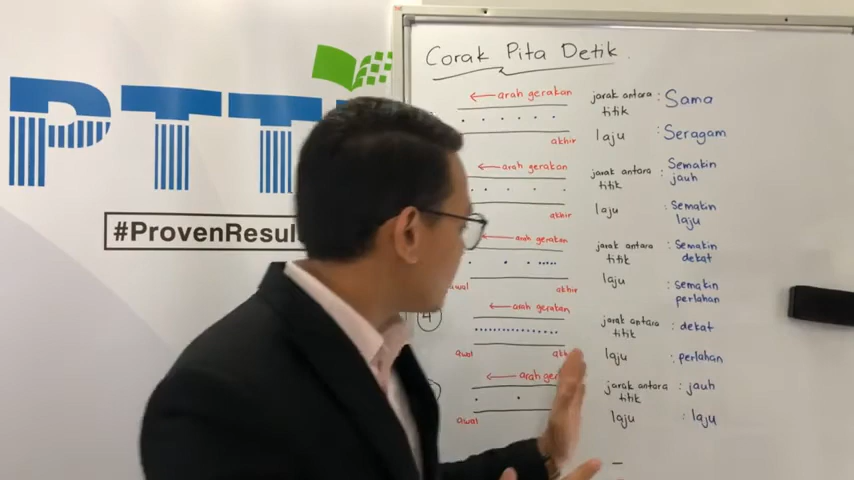 Corak Pita Detik
PTT
#ProvenResul
← arah gerakan
akhir
jarak antara : Sama
titik
laju : Seragam
← arah gerakan
akhir
jarak antara : Semakin
titik jauh
laju : Semakin
laju
arah gerakan
awal
akhir
jarak antara : Semakin
titik dekat
laju : semakin
perlahan
4
← arah gerakan
awal
jarak antara : dekat
titik
laju : perlahan
← arah
awal
jarak antara : jauh
titik
laju : laju